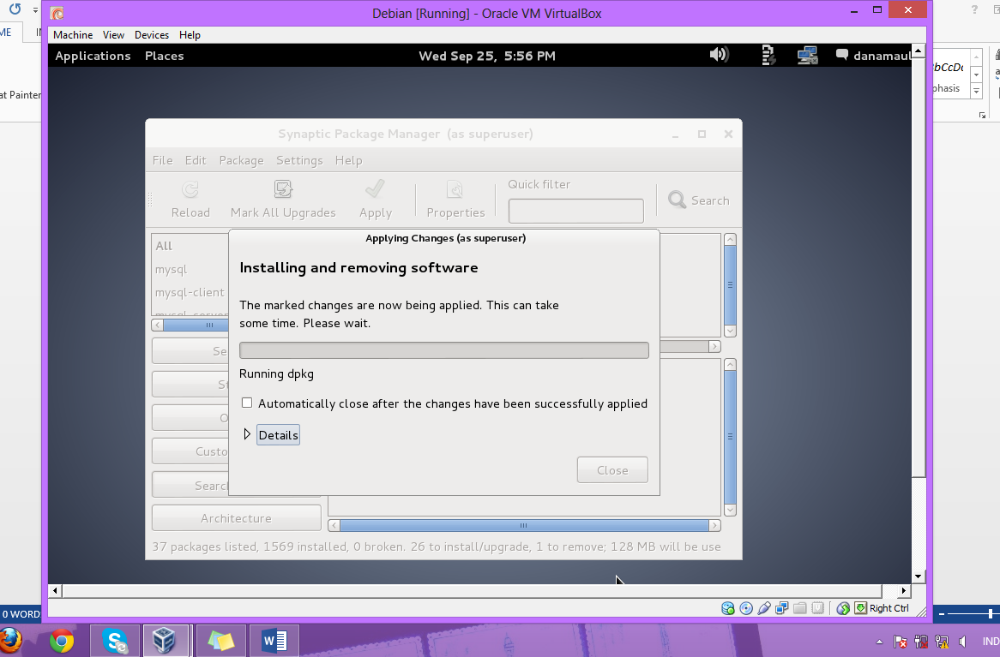 Debian [Running] - Oracle VM VirtualBox
Machine View Devices Help
Applications Places
Wed Sep 25, 5:56 PM
danamaul
Synaptic Package Manager (as superuser)
File Edit Package Settings Help
Reload
Mark All Upgrades
Apply
Properties
Quick filter
Search
All
mysql
mysql-client
Applying Changes (as superuser)
Installing and removing software
The marked changes are now being applied. This can take
some time. Please wait.
Running dpkg
Automatically close after the changes have been successfully applied
Details
Close
Se
St
O
Custo
Searc
Architecture
37 packages listed, 1569 installed, 0 broken. 26 to install/upgrade, 1 to remove; 128 MB will be use
Right Ctrl
ME
at Painter
phasis
0 WORD
IND